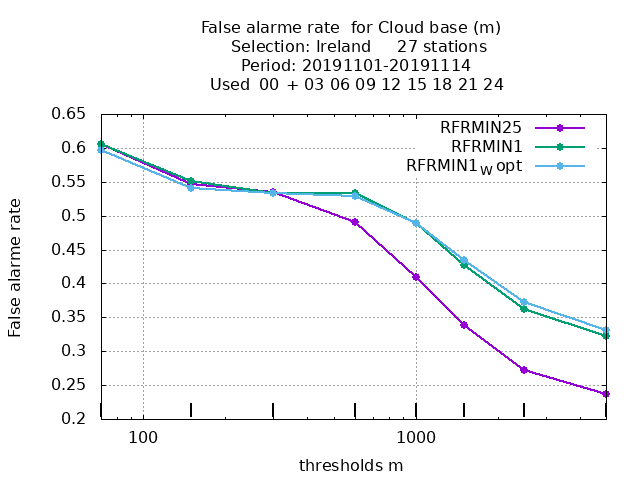 False alarme rate  for Cloud base (m)
Selection: Ireland     27 stations
Period: 20191101-20191114
Used  00 + 03 06 09 12 15 18 21 24
RFRMIN25
RFRMIN1
RFRMIN1W opt
False alarme rate
0.65
0.6
0.55
0.5
0.45
0.4
0.35
0.3
0.25
0.2
100
1000
thresholds m